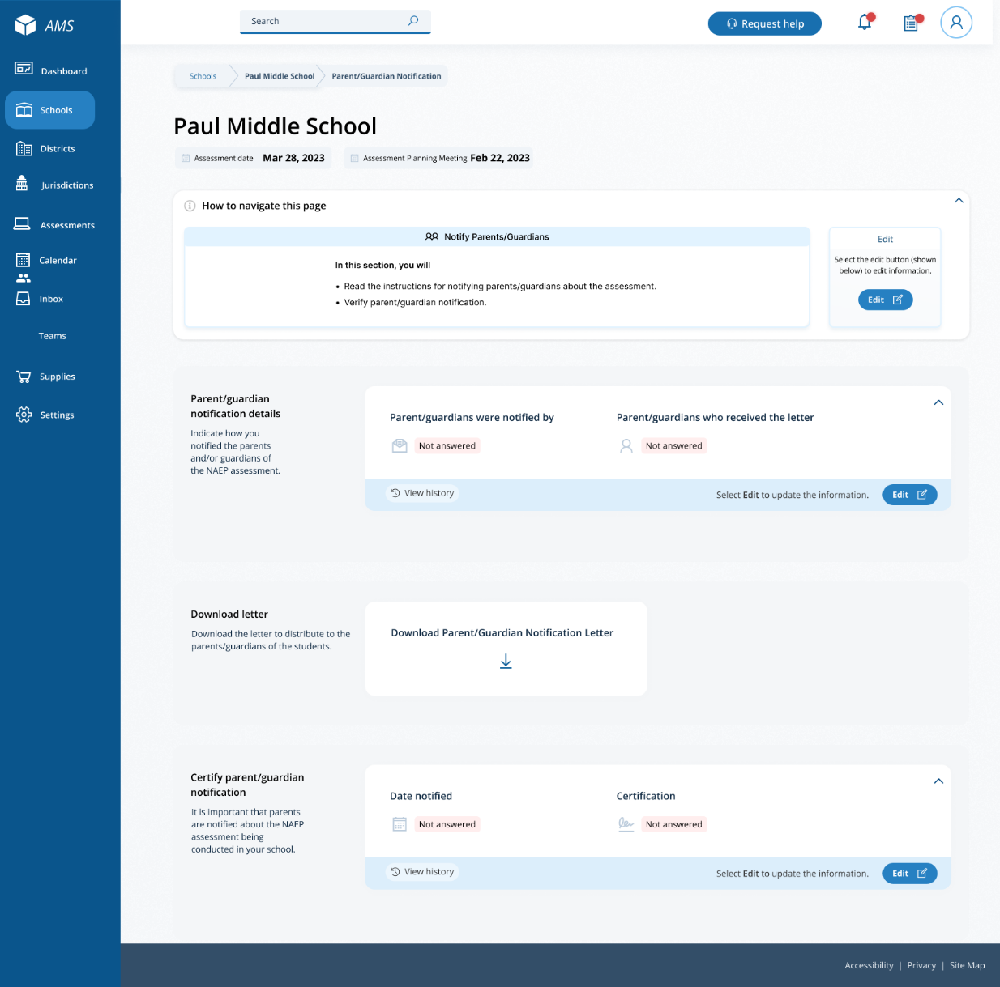 AMS
Search
Request help
Dashboard
Schools
Districts
Jurisdictions
Assessments
Calendar
Inbox
Teams
Supplies
Settings
Schools
Paul Middle School
Parent/Guardian Notification
Paul Middle School
Assessment date Mar 28, 2023
Assessment Planning Meeting Feb 22, 2023
How to navigate this page
Notify Parents/Guardians
In this section, you will
• Read the instructions for notifying parents/guardians about the assessment.
• Verify parent/guardian notification.
Edit
Select the edit button (shown
below) to edit information.
Edit
Parent/guardian
notification details
Indicate how you
notified the parents
and/or guardians of
the NAEP assessment.
Parent/guardians were notified by
Not answered
Parent/guardians who received the letter
Not answered
View history
Select Edit to update the information.
Edit
Download letter
Download the letter to distribute to the
parents/guardians of the students.
Download Parent/Guardian Notification Letter
Certify parent/guardian
notification
It is important that parents
are notified about the NAEP
assessment being
conducted in your school.
Date notified
Not answered
Certification
Not answered
View history
Select Edit to update the information.
Edit
Accessibility | Privacy | Site Map